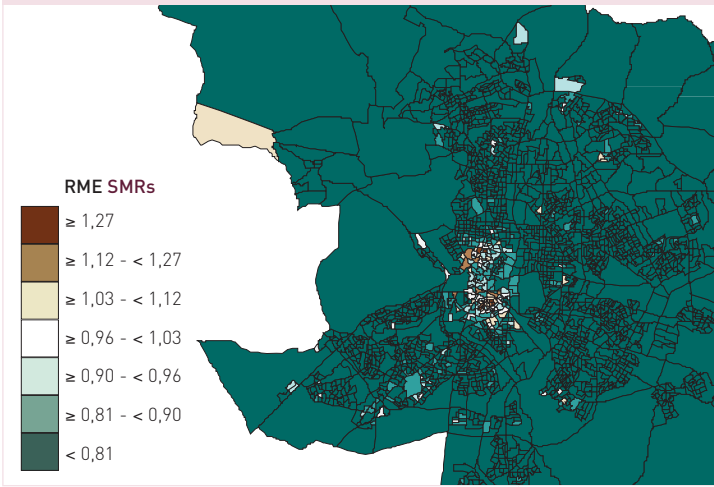 RME SMRs
≥ 1,27
≥ 1,12 - < 1,27
≥ 1,03 - < 1,12
≥ 0,96 - < 1,03
≥ 0,90 - < 0,96
≥ 0,81 - < 0,90
< 0,81